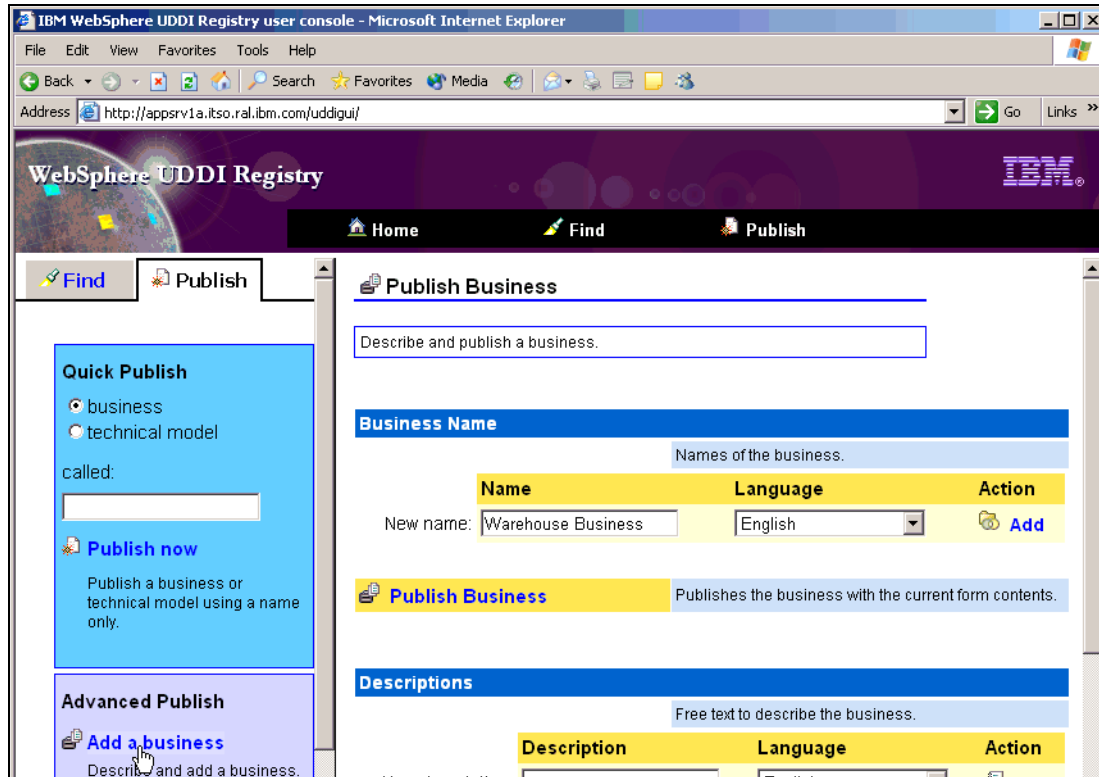 IBM WebSphere UDDI Registry user console - Microsoft Internet Explorer
File Edit View Favorites Tools Help
Back Search Favorites Media
Address http://appsrv1a.itso.ral.ibm.com/uddigui/ Go Links »
WebSphere UDDI Registry
IBM®
Home Find Publish
Find Publish
Quick Publish
business
technical model
called:
Publish now
Publish a business or
technical model using a name
only.
Advanced Publish
Add a business
Describe and add a business.
Publish Business
Describe and publish a business.
Business Name
Names of the business.
Name Language Action
New name: Warehouse Business English Add
Publish Business Publishes the business with the current form contents.
Descriptions
Free text to describe the business.
Description Language Action